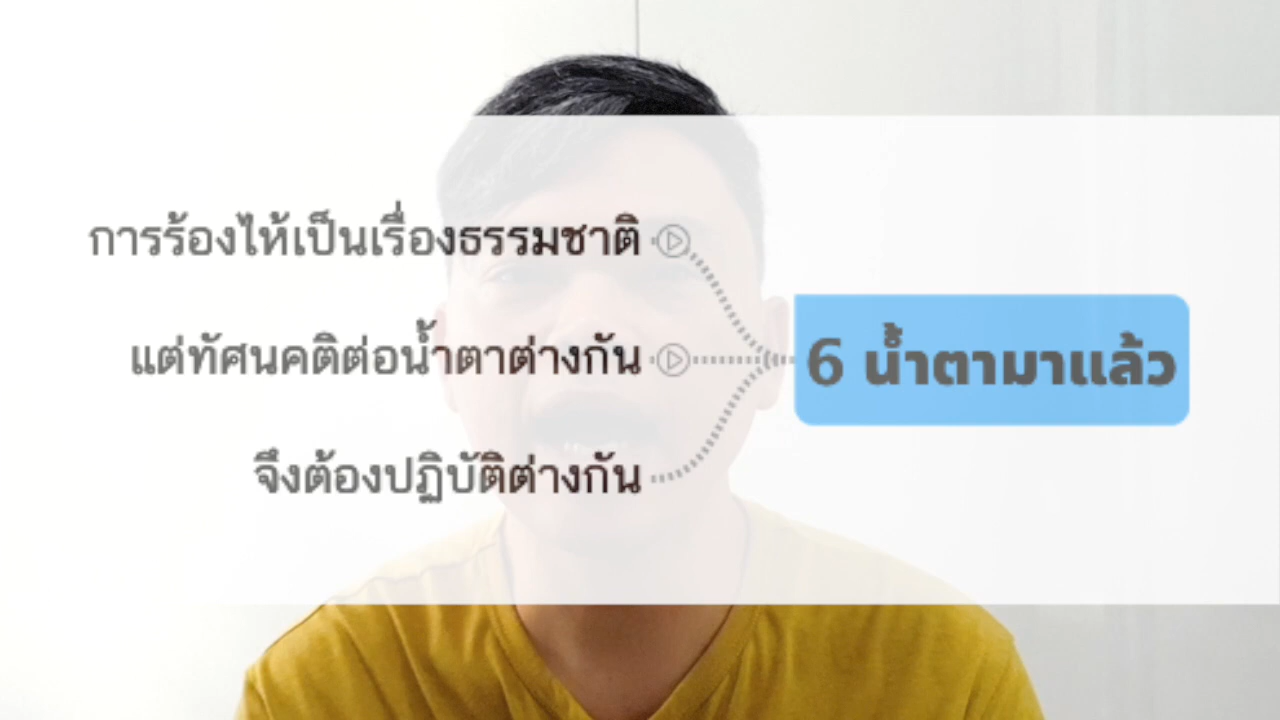 การร้องไห้เป็นเรื่องธรรมชาติ
แต่ทัศนคติต่อน้ำตาต่างกัน
6 น้ำตามาแล้ว
จึงต้องปฏิบัติต่างกัน